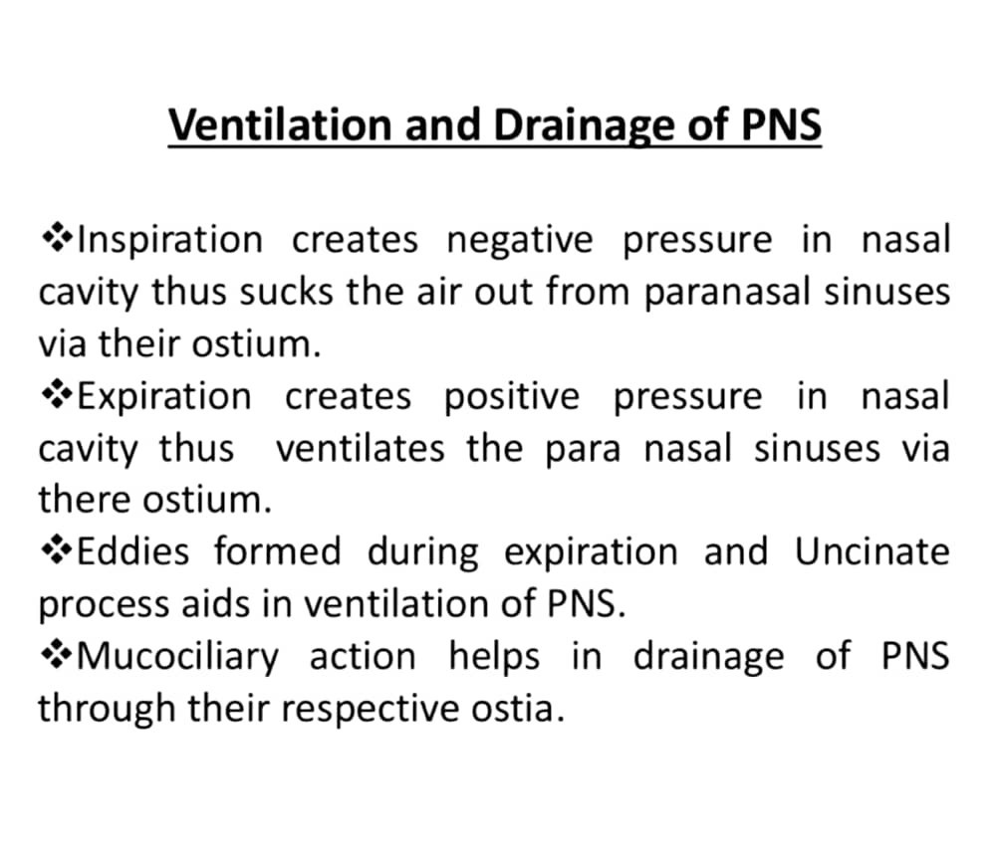 Ventilation and Drainage of PNS
❖Inspiration creates negative pressure in nasal
cavity thus sucks the air out from paranasal sinuses
via their ostium.
❖Expiration creates positive pressure in nasal
cavity thus ventilates the para nasal sinuses via
there ostium.
❖Eddies formed during expiration and Uncinate
process aids in ventilation of PNS.
❖Mucociliary action helps in drainage of PNS
through their respective ostia.